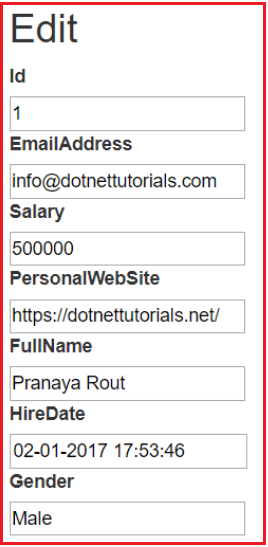 Edit
Id
1
EmailAddress
info@dotnettutorials.com
Salary
500000
PersonalWebSite
https://dotnettutorials.net/
FullName
Pranaya Rout
HireDate
02-01-2017 17:53:46
Gender
Male